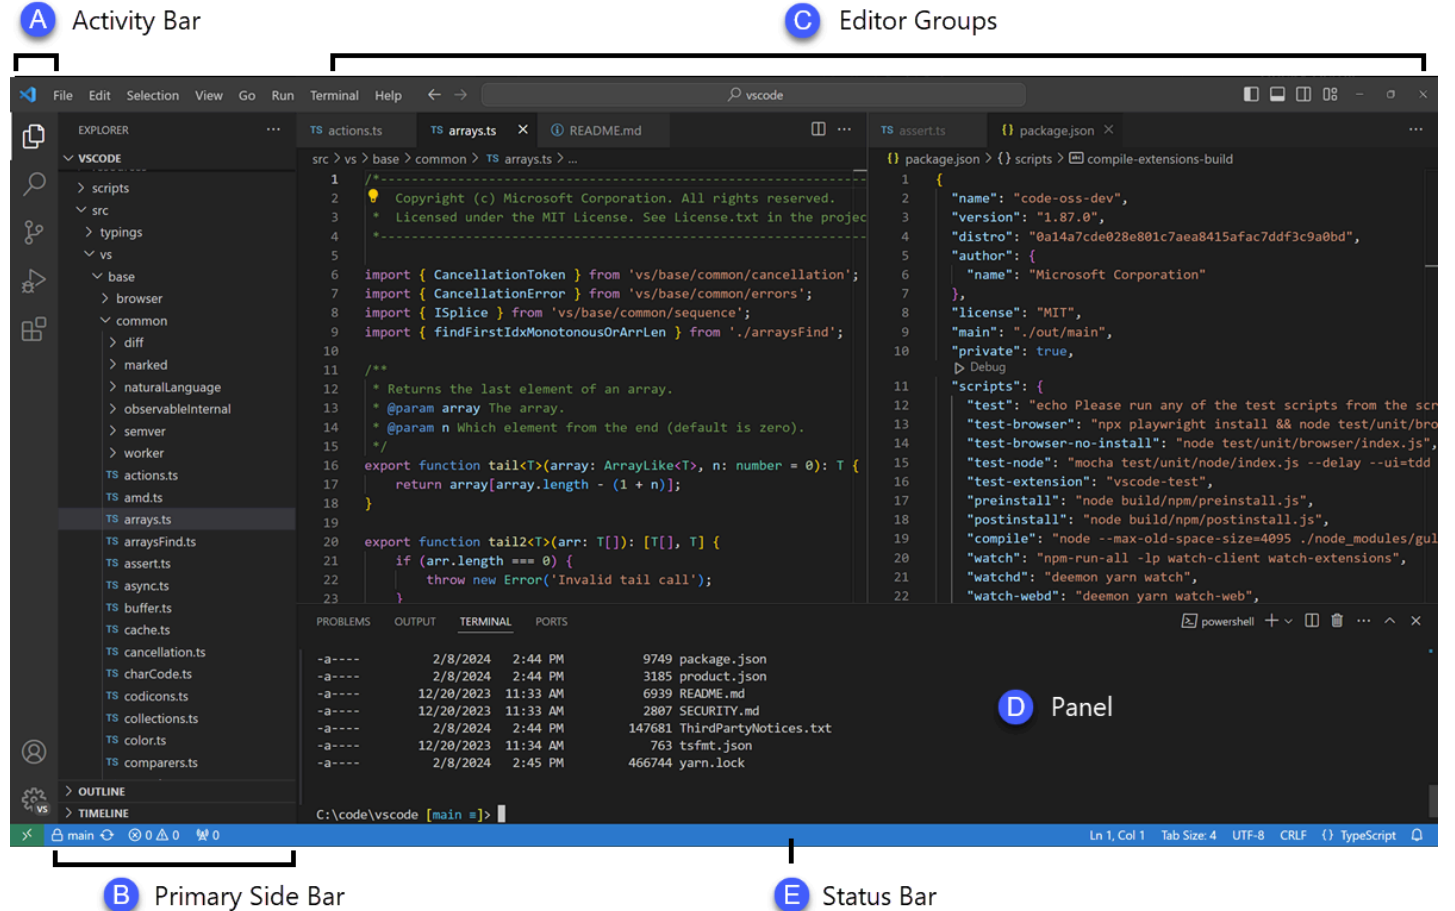 A Activity Bar
C Editor Groups
File Edit Selection View Go Run Terminal Help ← → vscode
EXPLORER ···
VSCODE
scripts
src
typings
vs
base
browser
common
diff
marked
naturalLanguage
observableInternal
semver
worker
TS actions.ts
TS amd.ts
TS arrays.ts
TS arraysFind.ts
TS assert.ts
TS async.ts
TS buffer.ts
TS cache.ts
TS cancellation.ts
TS charCode.ts
TS codicons.ts
TS collections.ts
TS color.ts
TS comparers.ts
OUTLINE
TIMELINE
VS
TS actions.ts TS arrays.ts × README.md ···
src > vs > base > common > TS arrays.ts > ...
1 /*---------------------------------------------------------------
2 Copyright (c) Microsoft Corporation. All rights reserved.
3 * Licensed under the MIT License. See License.txt in the projec
4 *---------------------------------------------------------------
5
6 import { CancellationToken } from 'vs/base/common/cancellation';
7 import { CancellationError } from 'vs/base/common/errors';
8 import { ISplice } from 'vs/base/common/sequence';
9 import { findFirstIdxMonotonousOrArrLen } from './arraysFind';
10
11 /**
12 * Returns the last element of an array.
13 * @param array The array.
14 * @param n Which element from the end (default is zero).
15 */
16 export function tail<T>(array: ArrayLike<T>, n: number = 0): T {
17 return array[array.length - (1 + n)];
18 }
19
20 export function tail2<T>(arr: T[]): [T[], T] {
21 if (arr.length === 0) {
22 throw new Error('Invalid tail call');
23 }
TS assert.ts {} package.json × ···
{} package.json > {} scripts > abc compile-extensions-build
1 {
2 "name": "code-oss-dev",
3 "version": "1.87.0",
4 "distro": "0a14a7cde028e801c7aea8415afac7ddf3c9a0bd",
5 "author": {
6 "name": "Microsoft Corporation"
7 },
8 "license": "MIT",
9 "main": "./out/main",
10 "private": true,
Debug
11 "scripts": {
12 "test": "echo Please run any of the test scripts from the scr
13 "test-browser": "npx playwright install && node test/unit/bro
14 "test-browser-no-install": "node test/unit/browser/index.js",
15 "test-node": "mocha test/unit/node/index.js --delay --ui=tdd
16 "test-extension": "vscode-test",
17 "preinstall": "node build/npm/preinstall.js",
18 "postinstall": "node build/npm/postinstall.js",
19 "compile": "node --max-old-space-size=4095 ./node_modules/gul
20 "watch": "npm-run-all -lp watch-client watch-extensions",
21 "watchd": "deemon yarn watch",
22 "watch-webd": "deemon yarn watch-web",
PROBLEMS OUTPUT TERMINAL PORTS powershell + ···
-a---- 2/8/2024 2:44 PM 9749 package.json
-a---- 2/8/2024 2:44 PM 3185 product.json
-a---- 12/20/2023 11:33 AM 6939 README.md
-a---- 12/20/2023 11:33 AM 2807 SECURITY.md
-a---- 2/8/2024 2:44 PM 147681 ThirdPartyNotices.txt
-a---- 12/20/2023 11:34 AM 763 tsfmt.json
-a---- 2/8/2024 2:45 PM 466744 yarn.lock
C:\code\vscode [main ≡]>
D Panel
main 0 0 0 Ln 1, Col 1 Tab Size: 4 UTF-8 CRLF {} TypeScript
B Primary Side Bar
E Status Bar